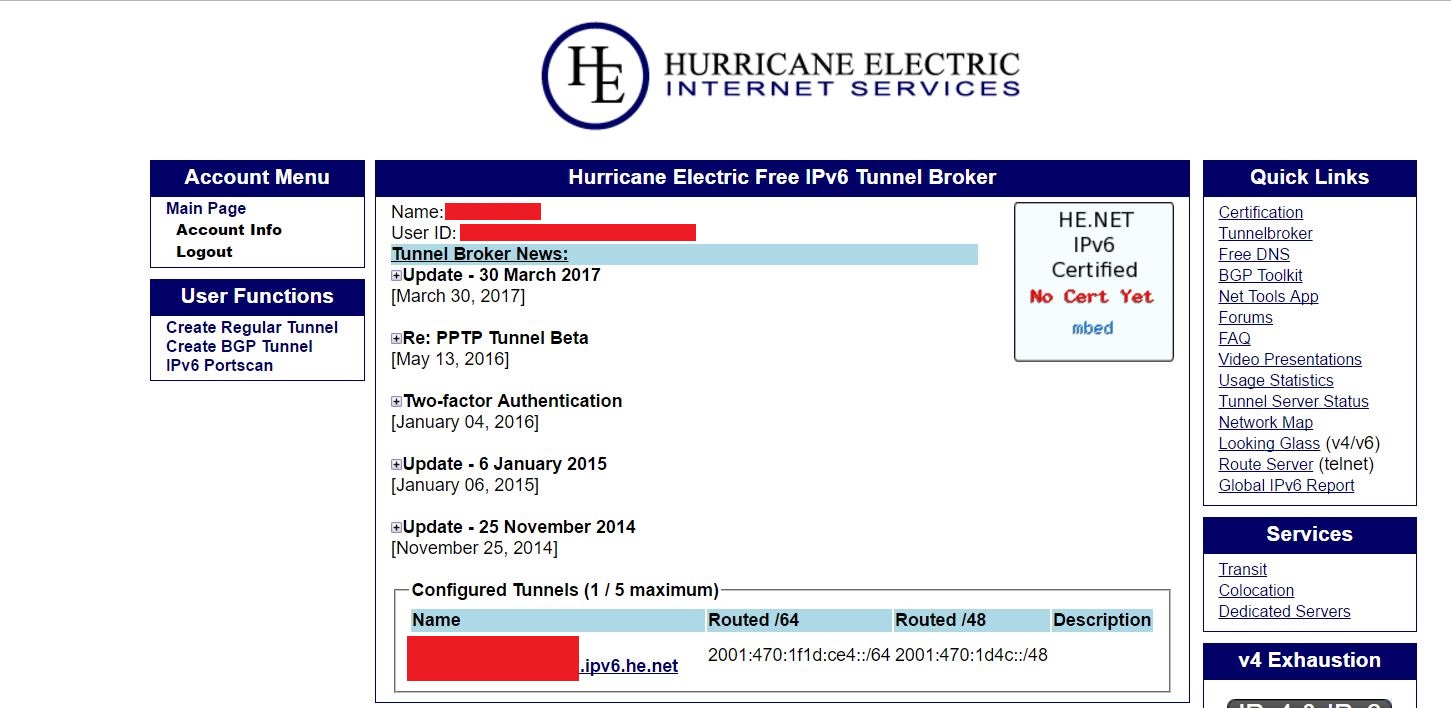 HE
HURRICANE ELECTRIC
INTERNET SERVICES
Account Menu
Main Page
Account Info
Logout
User Functions
Create Regular Tunnel
Create BGP Tunnel
IPv6 Portscan
Hurricane Electric Free IPv6 Tunnel Broker
Name:
User ID:
Tunnel Broker News:
Update - 30 March 2017
[March 30, 2017]
Re: PPTP Tunnel Beta
[May 13, 2016]
Two-factor Authentication
[January 04, 2016]
Update - 6 January 2015
[January 06, 2015]
Update - 25 November 2014
[November 25, 2014]
HE.NET
IPv6
Certified
No Cert Yet
mbed
Configured Tunnels (1 / 5 maximum)
Name Routed /64 Routed /48 Description
.ipv6.he.net 2001:470:1f1d:ce4::/64 2001:470:1d4c::/48
Quick Links
Certification
Tunnelbroker
Free DNS
BGP Toolkit
Net Tools App
Forums
FAQ
Video Presentations
Usage Statistics
Tunnel Server Status
Network Map
Looking Glass (v4/v6)
Route Server (telnet)
Global IPv6 Report
Services
Transit
Colocation
Dedicated Servers
v4 Exhaustion